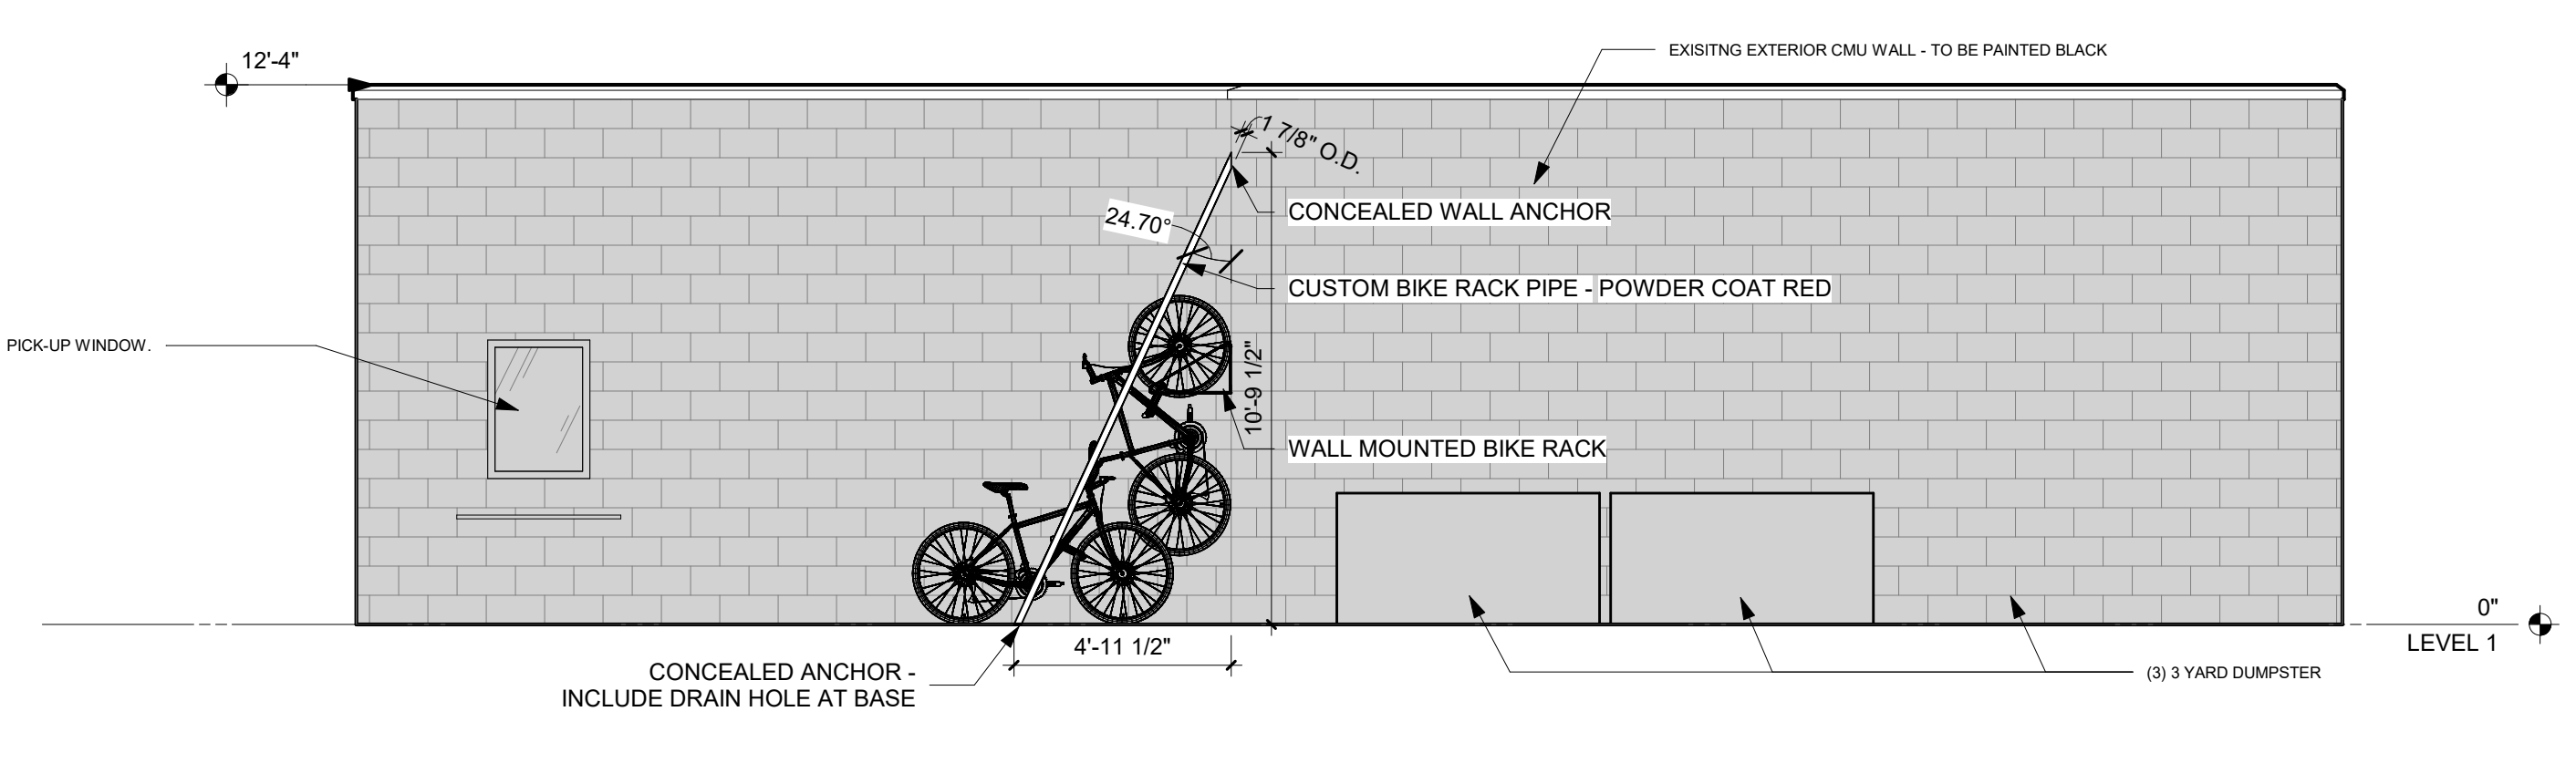 12'-4"
EXISITNG EXTERIOR CMU WALL - TO BE PAINTED BLACK
1 7/8" O.D.
CONCEALED WALL ANCHOR
24.70°
CUSTOM BIKE RACK PIPE - POWDER COAT RED
PICK-UP WINDOW.
10'-9 1/2"
WALL MOUNTED BIKE RACK
0"
LEVEL 1
4'-11 1/2"
CONCEALED ANCHOR -
INCLUDE DRAIN HOLE AT BASE
(3) 3 YARD DUMPSTER